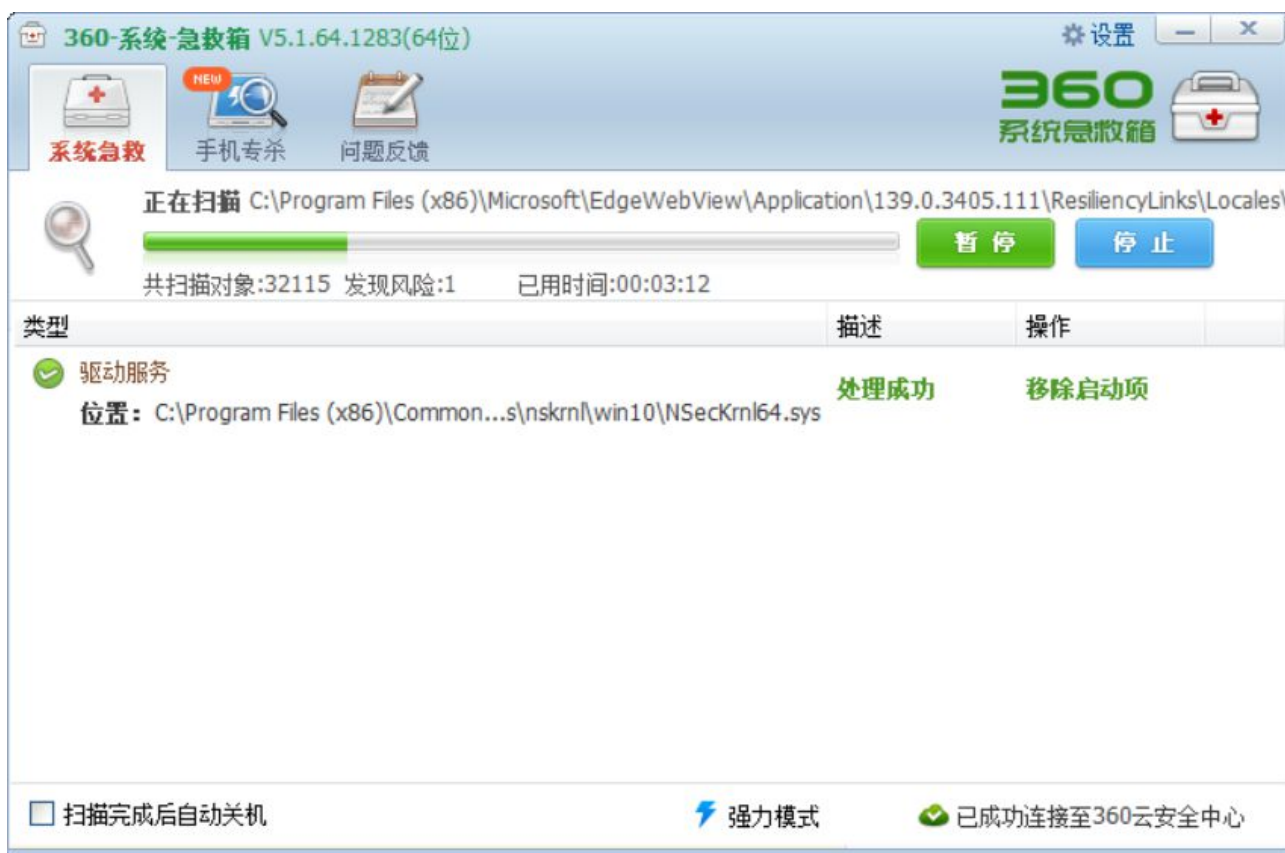 360-系统-急救箱 V5.1.64.1283(64位)
设置
NEW
系统急救
手机专杀
问题反馈
360
系统急救箱
正在扫描 C:\Program Files (x86)\Microsoft\EdgeWebView\Application\139.0.3405.111\ResiliencyLinks\Locales\
暂停
停止
共扫描对象:32115 发现风险:1 已用时间:00:03:12
类型 描述 操作
驱动服务
位置：C:\Program Files (x86)\Common...s\nskrnl\win10\NSecKrnl64.sys
处理成功 移除启动项
扫描完成后自动关机
强力模式
已成功连接至360云安全中心